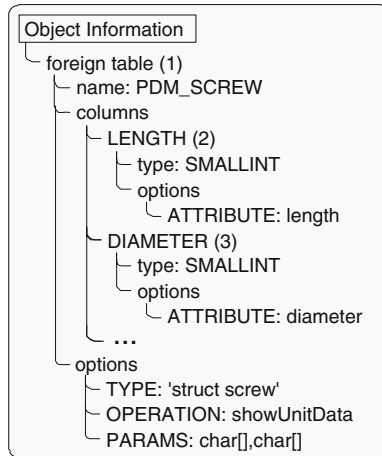 Object Information
foreign table (1)
name: PDM_SCREW
columns
LENGTH (2)
type: SMALLINT
options
ATTRIBUTE: length
DIAMETER (3)
type: SMALLINT
options
ATTRIBUTE: diameter
...
options
TYPE: 'struct screw'
OPERATION: showUnitData
PARAMS: char[],char[]